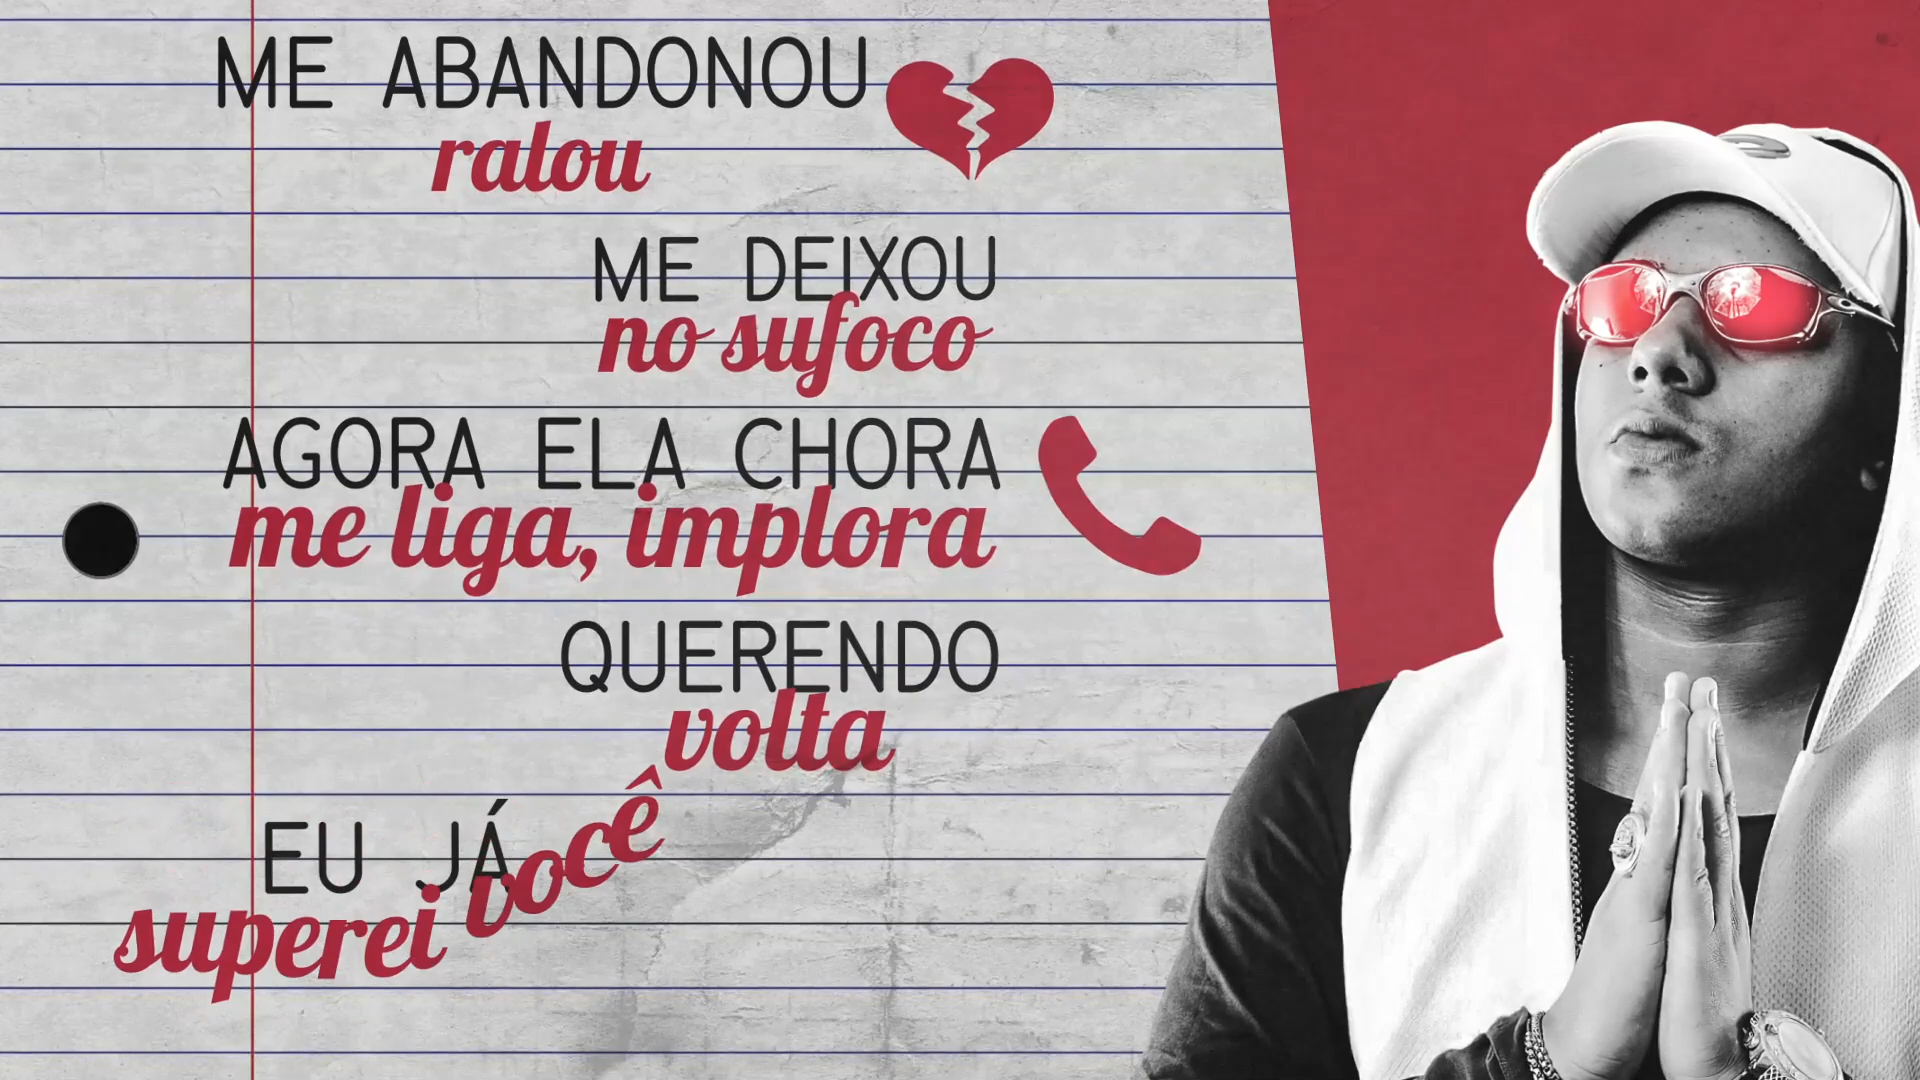 ME ABANDONOU
ralou
ME DEIXOU
no sufoco
AGORA ELA CHORA
me liga, implora
QUERENDO
volta
EU JÁ
superei você